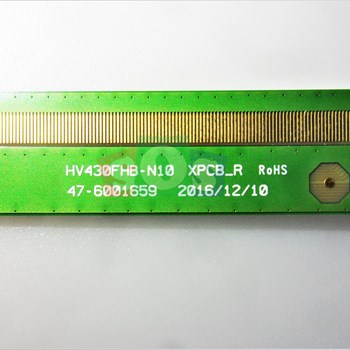 HV430FHB-N10 XPCB_R RoHS
47-6001659 2016/12/10